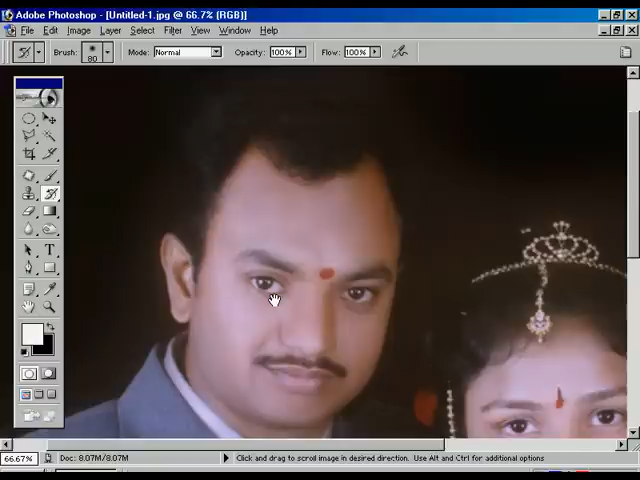 Adobe Photoshop - [Untitled-1.jpg @ 66.7% (RGB)]
File Edit Image Layer Select Filter View Window Help
Brush: 80 Mode: Normal Opacity: 100% Flow: 100%
T
66.67% Doc: 8.07M/8.07M Click and drag to scroll image in desired direction. Use Alt and Ctrl for additional options